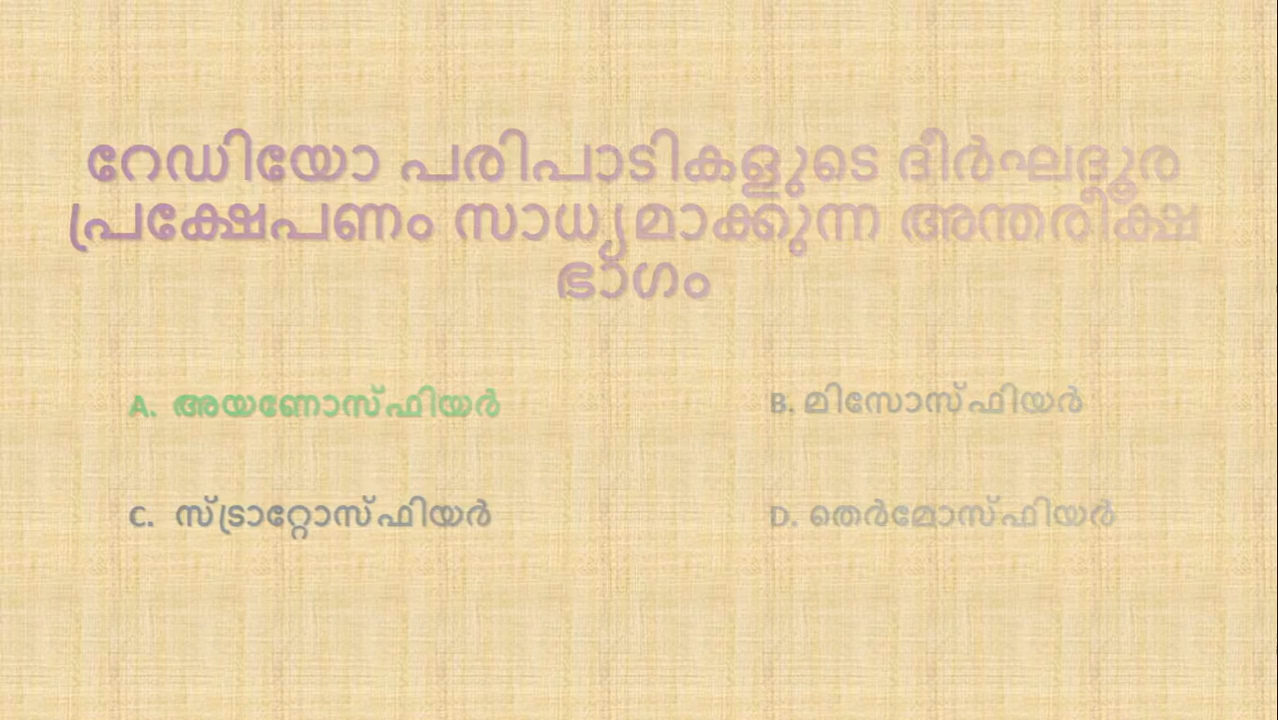 റേഡിയോ പരിപാടികളുടെ ദീർഘദൂര
പ്രക്ഷേപണം സാധ്യമാക്കുന്ന അന്തരീക്ഷ
ഭാഗം
A. അയണോസ്ഫിയർ
B. മിസോസ്ഫിയർ
C. സ്ട്രാറ്റോസ്ഫിയർ
D. തെർമോസ്ഫിയർ